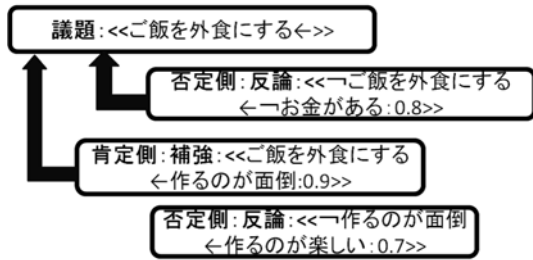 議題:<<ご飯を外食にする←>>
否定側:反論:<<¬ご飯を外食にする
←¬お金がある:0.8>>
肯定側:補強:<<ご飯を外食にする
←作るのが面倒:0.9>>
否定側:反論:<<¬作るのが面倒
←作るのが楽しい:0.7>>